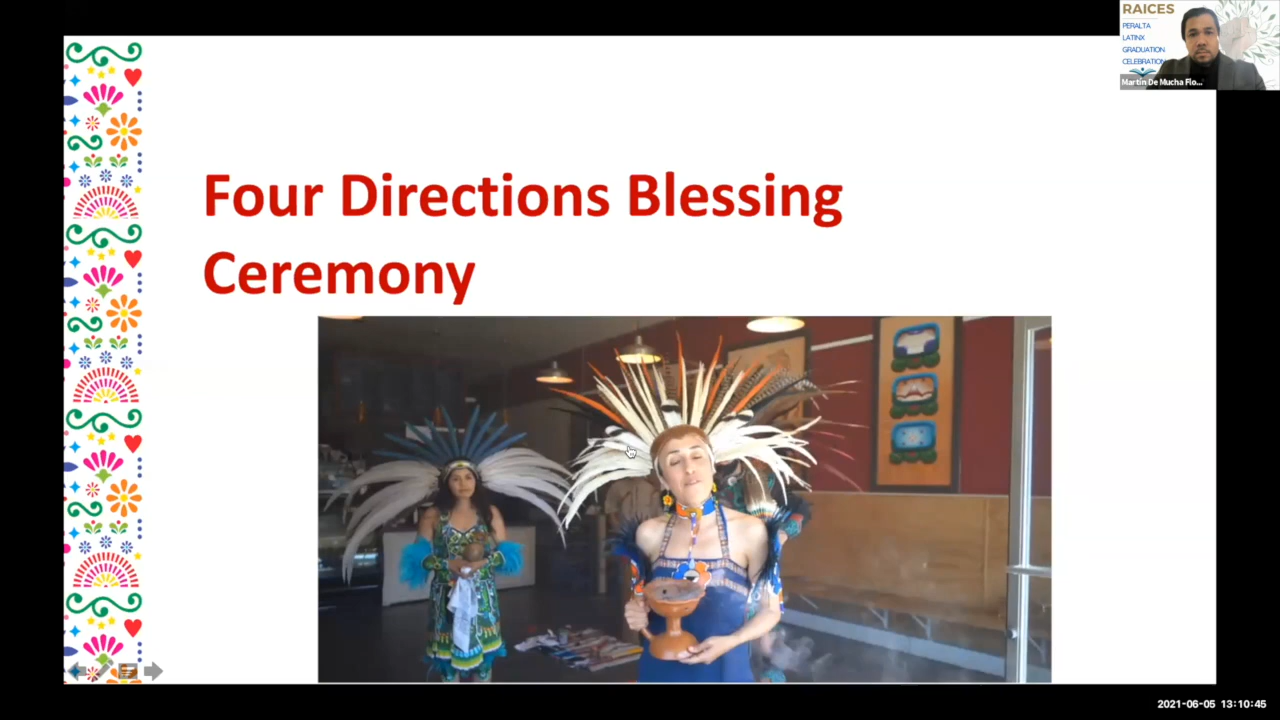 RAICES
PERALTA
LATINX
GRADUATION
CELEBRATION
Martin De Mucha Flo...
Four Directions Blessing
Ceremony
2021-06-05 13:10:45